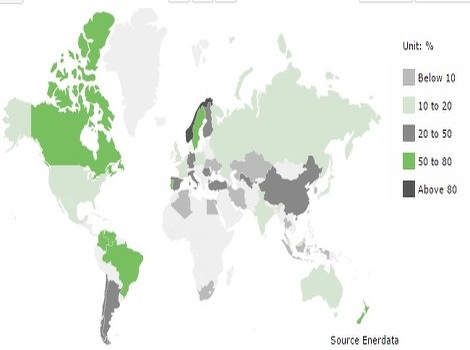 Unit: %
Below 10
10 to 20
20 to 50
50 to 80
Above 80
Source Enerdata